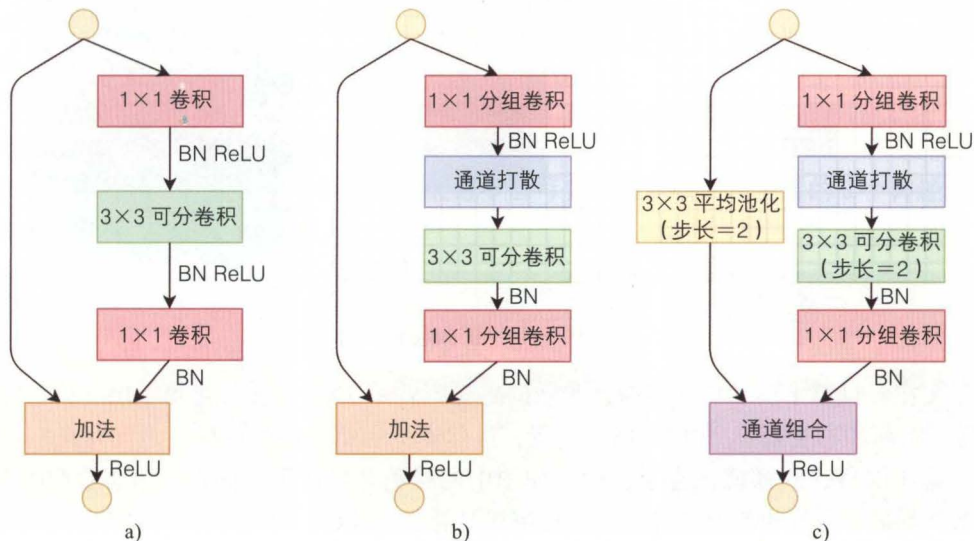 1×1 卷积
BN ReLU
3×3 可分卷积
BN ReLU
1×1 卷积
BN
加法
ReLU
a)
1×1 分组卷积
BN ReLU
通道打散
3×3 可分卷积
BN
1×1 分组卷积
BN
加法
ReLU
b)
1×1 分组卷积
BN ReLU
通道打散
3×3 平均池化
(步长=2)
3×3 可分卷积
(步长=2)
BN
1×1 分组卷积
BN
通道组合
ReLU
c)